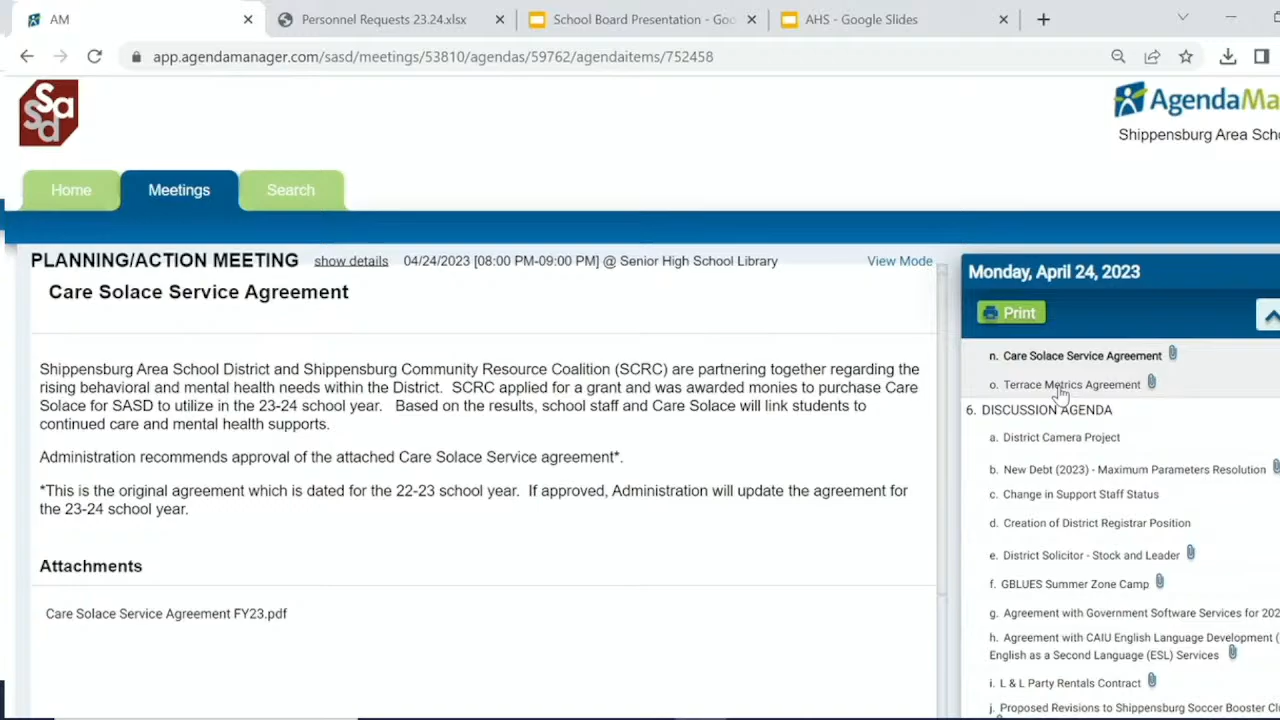 AM
Personnel Requests 23.24.xlsx
School Board Presentation - Goo
AHS - Google Slides
app.agendamanager.com/sasd/meetings/53810/agendas/59762/agendaitems/752458
Sa
Sd
AgendaMa
Shippensburg Area Scho
Home
Meetings
Search
PLANNING/ACTION MEETING show details 04/24/2023 [08:00 PM-09:00 PM] @ Senior High School Library View Mode
Care Solace Service Agreement
Shippensburg Area School District and Shippensburg Community Resource Coalition (SCRC) are partnering together regarding the
rising behavioral and mental health needs within the District. SCRC applied for a grant and was awarded monies to purchase Care
Solace for SASD to utilize in the 23-24 school year. Based on the results, school staff and Care Solace will link students to
continued care and mental health supports.
Administration recommends approval of the attached Care Solace Service agreement*.
*This is the original agreement which is dated for the 22-23 school year. If approved, Administration will update the agreement for
the 23-24 school year.
Attachments
Care Solace Service Agreement FY23.pdf
Monday, April 24, 2023
Print
n. Care Solace Service Agreement
o. Terrace Metrics Agreement
6. DISCUSSION AGENDA
a. District Camera Project
b. New Debt (2023) - Maximum Parameters Resolution
c. Change in Support Staff Status
d. Creation of District Registrar Position
e. District Solicitor - Stock and Leader
f. GBLUES Summer Zone Camp
g. Agreement with Government Software Services for 202
h. Agreement with CAIU English Language Development (
English as a Second Language (ESL) Services
i. L & L Party Rentals Contract
j. Proposed Revisions to Shippensburg Soccer Booster Cl